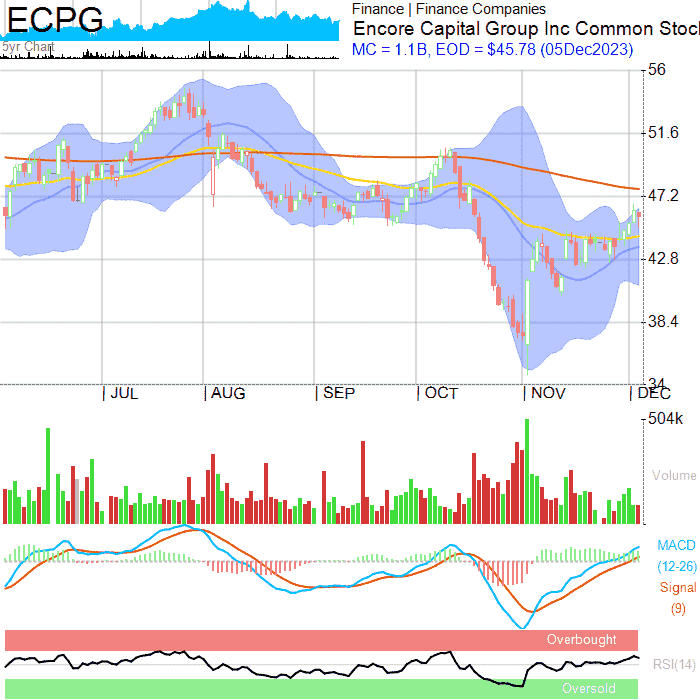 ECPG
5yr Chart
Finance | Finance Companies
Encore Capital Group Inc Common Stoc
MC = 1.1B, EOD = $45.78 (05Dec2023)
56
51.6
47.2
42.8
38.4
34
JUL
AUG
SEP
OCT
NOV
DEC
504k
Volume
MACD
(12-26)
Signal
(9)
Overbought
RSI(14)
Oversold